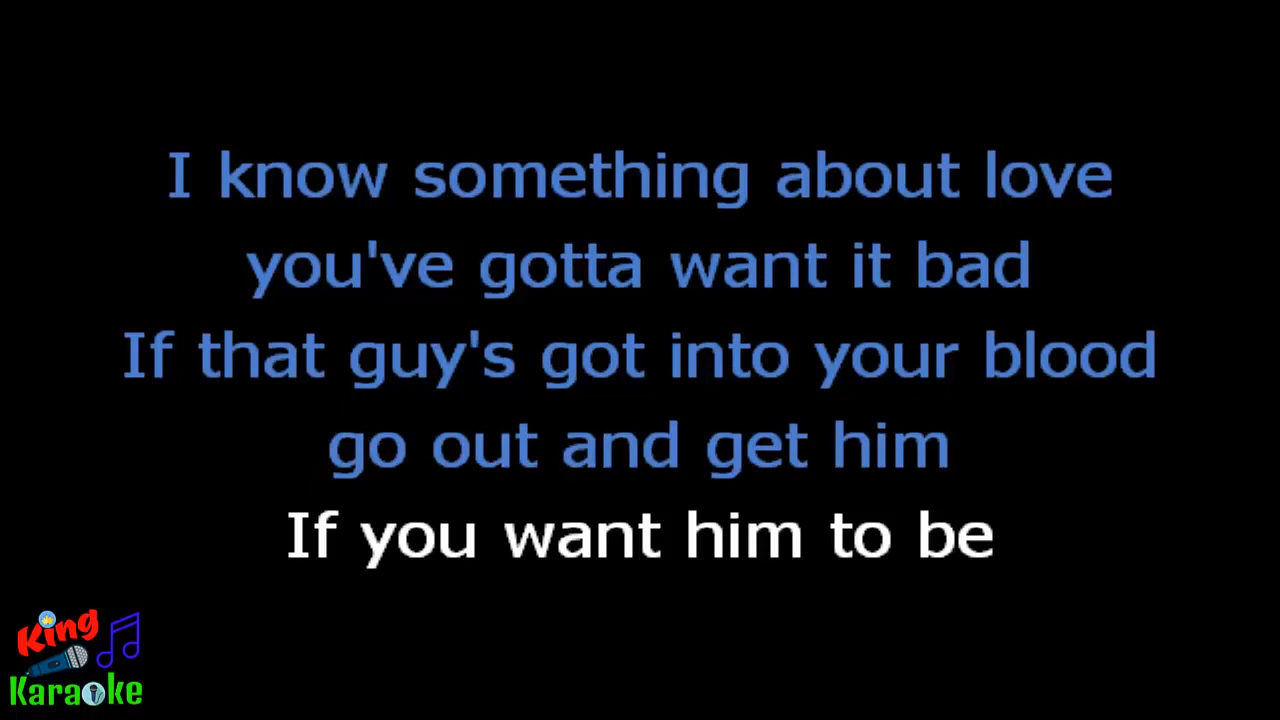 I know something about love
you've gotta want it bad
If that guy's got into your blood
go out and get him
If you want him to be
King
Karaoke